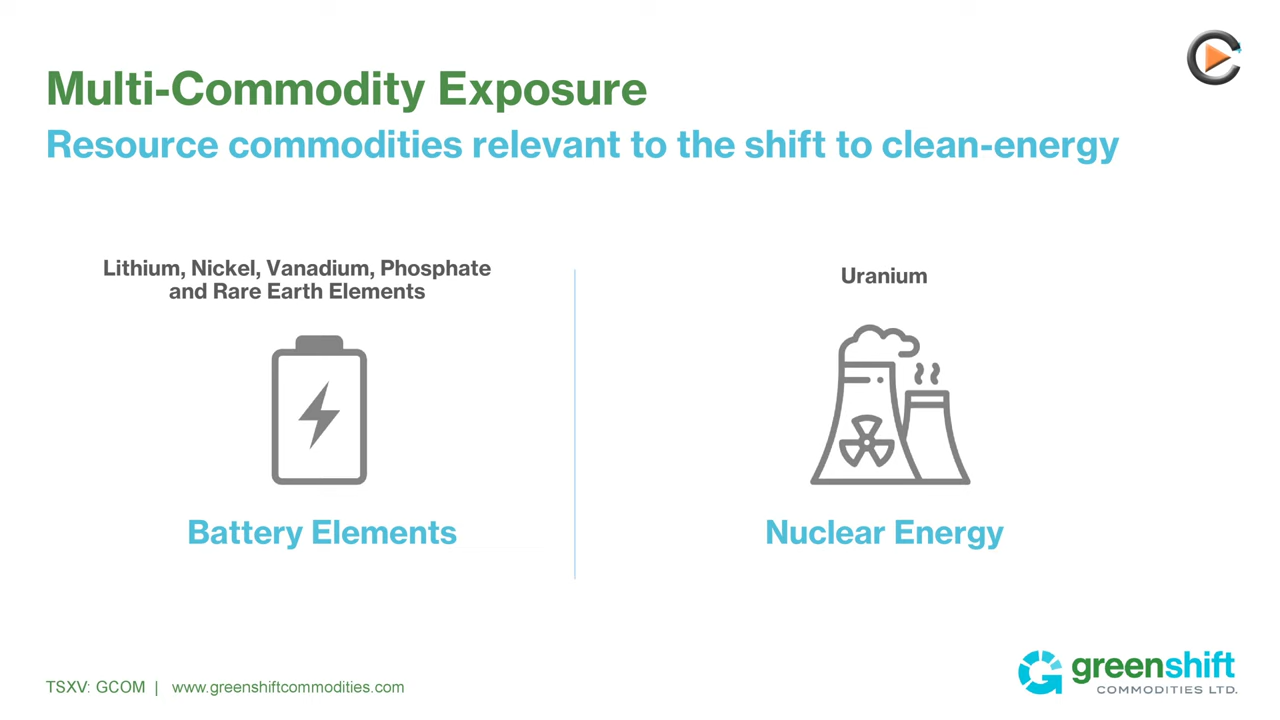 Multi-Commodity Exposure
Resource commodities relevant to the shift to clean-energy
Lithium, Nickel, Vanadium, Phosphate
and Rare Earth Elements
Battery Elements
Uranium
Nuclear Energy
TSXV: GCOM | www.greenshiftcommodities.com
greenshift
COMMODITIES LTD.